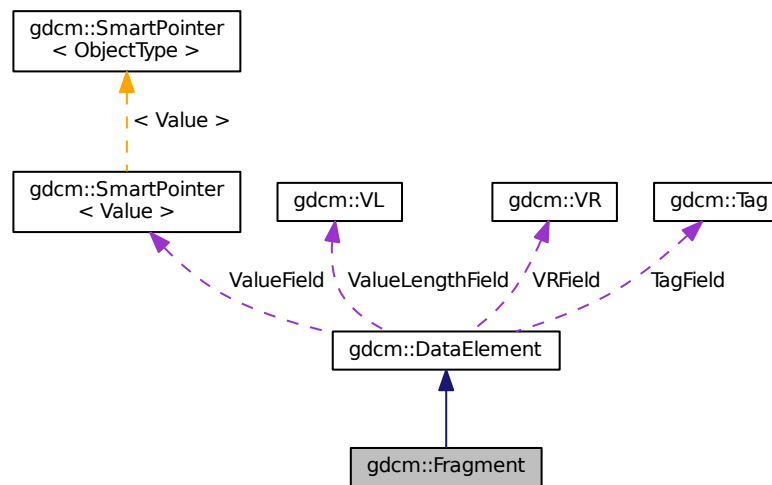 gdcm::SmartPointer
< ObjectType >
< Value >
gdcm::SmartPointer
< Value >
gdcm::VL
gdcm::VR
gdcm::Tag
ValueField
ValueLengthField
VRField
TagField
gdcm::DataElement
gdcm::Fragment